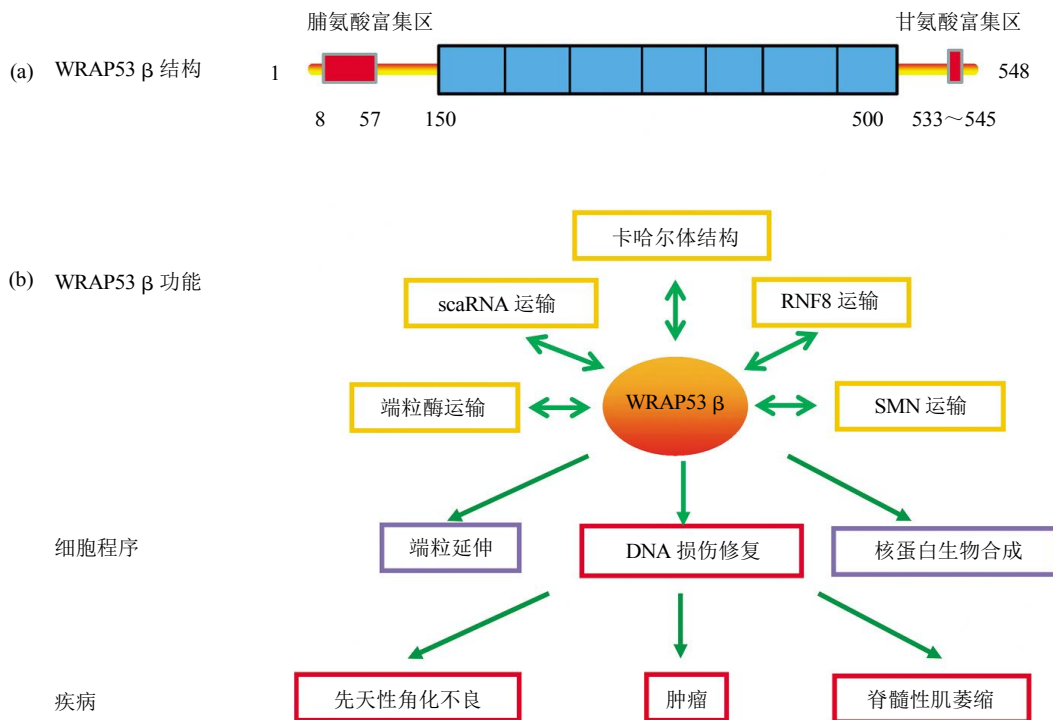 脯氨酸富集区 甘氨酸富集区
(a) WRAP53 β 结构 1 548
8 57 150 500 533～545
卡哈尔体结构
(b) WRAP53 β 功能
scaRNA 运输 RNF8 运输
端粒酶运输 WRAP53 β SMN 运输
细胞程序 端粒延伸 DNA 损伤修复 核蛋白生物合成
疾病 先天性角化不良 肿瘤 脊髓性肌萎缩